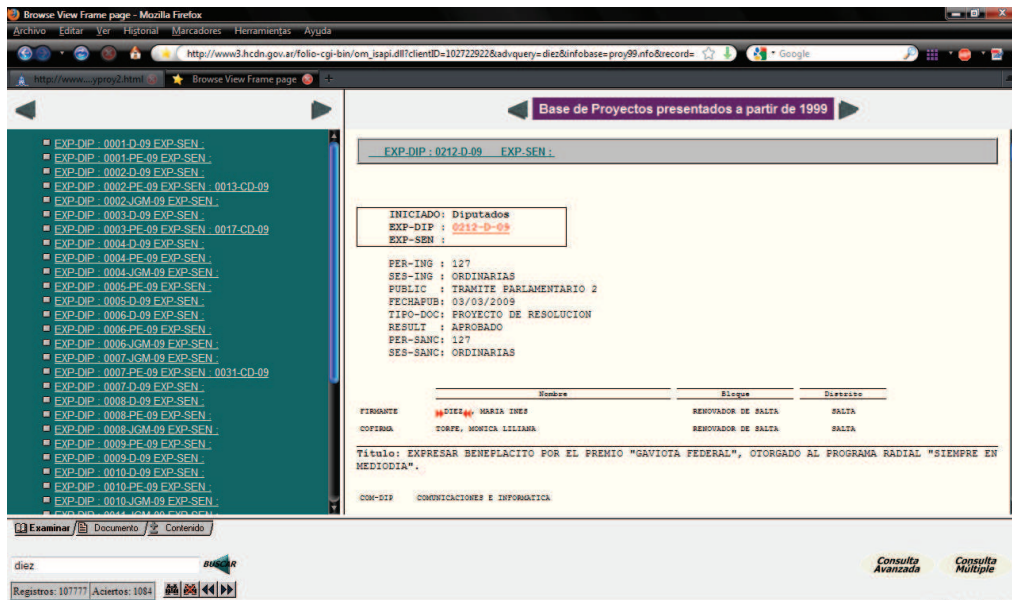 Browse View Frame page - Mozilla Firefox
Archivo Editar Ver Historial Marcadores Herramientas Ayuda
http://www3.hcdn.gov.ar/folio-cgi-bin/om_isapi.dll?clientID=102722922&advquery=diez&infobase=proy99.nfo&record=
Google
http://www....yproy2.html
Browse View Frame page
Base de Proyectos presentados a partir de 1999
EXP-DIP : 0001-D-09 EXP-SEN :
EXP-DIP : 0001-PE-09 EXP-SEN :
EXP-DIP : 0002-D-09 EXP-SEN :
EXP-DIP : 0002-PE-09 EXP-SEN : 0013-CD-09
EXP-DIP : 0002-JGM-09 EXP-SEN :
EXP-DIP : 0003-D-09 EXP-SEN :
EXP-DIP : 0003-PE-09 EXP-SEN : 0017-CD-09
EXP-DIP : 0004-D-09 EXP-SEN :
EXP-DIP : 0004-PE-09 EXP-SEN :
EXP-DIP : 0004-JGM-09 EXP-SEN :
EXP-DIP : 0005-PE-09 EXP-SEN :
EXP-DIP : 0005-D-09 EXP-SEN :
EXP-DIP : 0006-D-09 EXP-SEN :
EXP-DIP : 0006-PE-09 EXP-SEN :
EXP-DIP : 0006-JGM-09 EXP-SEN :
EXP-DIP : 0007-JGM-09 EXP-SEN :
EXP-DIP : 0007-PE-09 EXP-SEN : 0031-CD-09
EXP-DIP : 0007-D-09 EXP-SEN :
EXP-DIP : 0008-D-09 EXP-SEN :
EXP-DIP : 0008-PE-09 EXP-SEN :
EXP-DIP : 0008-JGM-09 EXP-SEN :
EXP-DIP : 0009-PE-09 EXP-SEN :
EXP-DIP : 0009-D-09 EXP-SEN :
EXP-DIP : 0010-D-09 EXP-SEN :
EXP-DIP : 0010-PE-09 EXP-SEN :
EXP-DIP : 0010-JGM-09 EXP-SEN :
EXP-DIP : 0011-JGM-09 EXP-SEN :
EXP-DIP : 0212-D-09 EXP-SEN :
INICIADO: Diputados
EXP-DIP : 0212-D-09
EXP-SEN :
PER-ING : 127
SES-ING : ORDINARIAS
PUBLIC : TRAMITE PARLAMENTARIO 2
FECHAPUB: 03/03/2009
TIPO-DOC: PROYECTO DE RESOLUCION
RESULT : APROBADO
PER-SANC: 127
SES-SANC: ORDINARIAS
Nombre Bloque Distrito
FIRMANTE DIEZ, MARIA INES RENOVADOR DE SALTA SALTA
COFIRMA TORFE, MONICA LILIANA RENOVADOR DE SALTA SALTA
Titulo: EXPRESAR BENEPLACITO POR EL PREMIO "GAVIOTA FEDERAL", OTORGADO AL PROGRAMA RADIAL "SIEMPRE EN
MEDIODIA".
COM-DIP COMUNICACIONES E INFORMATICA
Examinar Documento Contenido
diez BUSCAR
Consulta Avanzada Consulta Múltiple
Registros: 107777 Aciertos: 1084